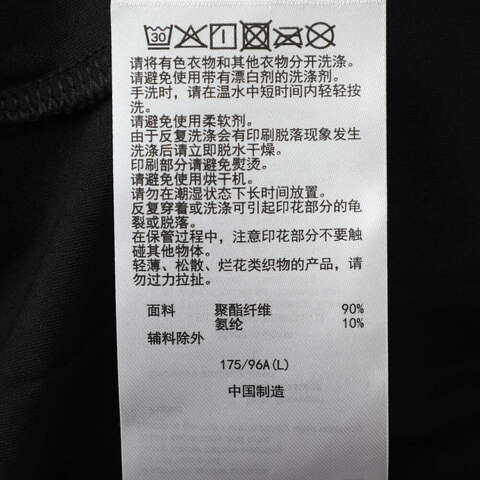 30
请将有色衣物和其他衣物分开洗涤。
请避免使用带有漂白剂的洗涤剂。
手洗时，请在温水中短时间内轻轻按
洗。
请避免使用柔软剂。
由于反复洗涤会有印刷脱落现象发生
洗涤后请立即脱水干燥。
印刷部分请避免熨烫。
请避免使用烘干机。
请勿在潮湿状态下长时间放置。
反复穿着或洗涤可引起印花部分的龟
裂或脱落。
在保管过程中，注意印花部分不要触
碰其他物体。
轻薄、松散、烂花类织物的产品，请
勿过力拉扯。
面料 聚酯纤维 90%
氨纶 10%
辅料除外
175/96A(L)
中国制造